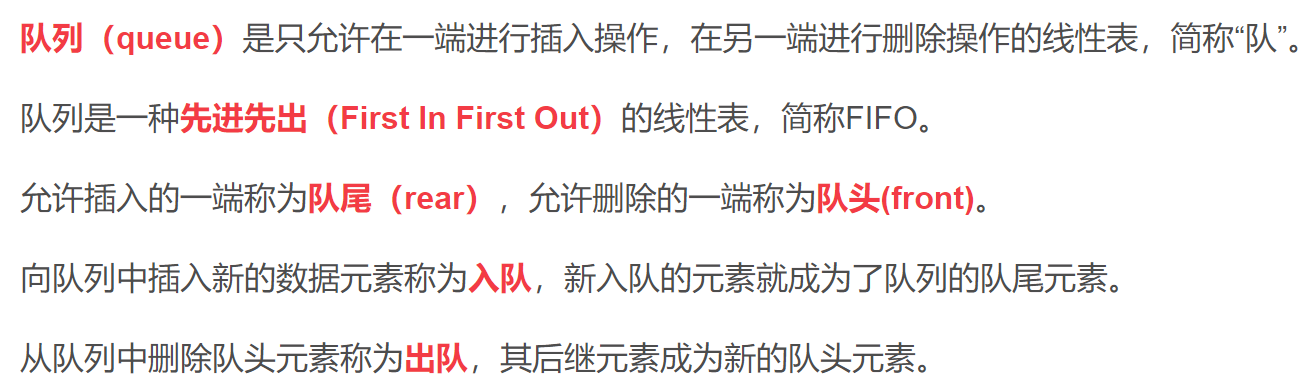 队列（queue）是只允许在一端进行插入操作，在另一端进行删除操作的线性表，简称“队”。
队列是一种先进先出（First In First Out）的线性表，简称FIFO。
允许插入的一端称为队尾（rear），允许删除的一端称为队头(front)。
向队列中插入新的数据元素称为入队，新入队的元素就成为了队列的队尾元素。
从队列中删除队头元素称为出队，其后继元素成为新的队头元素。